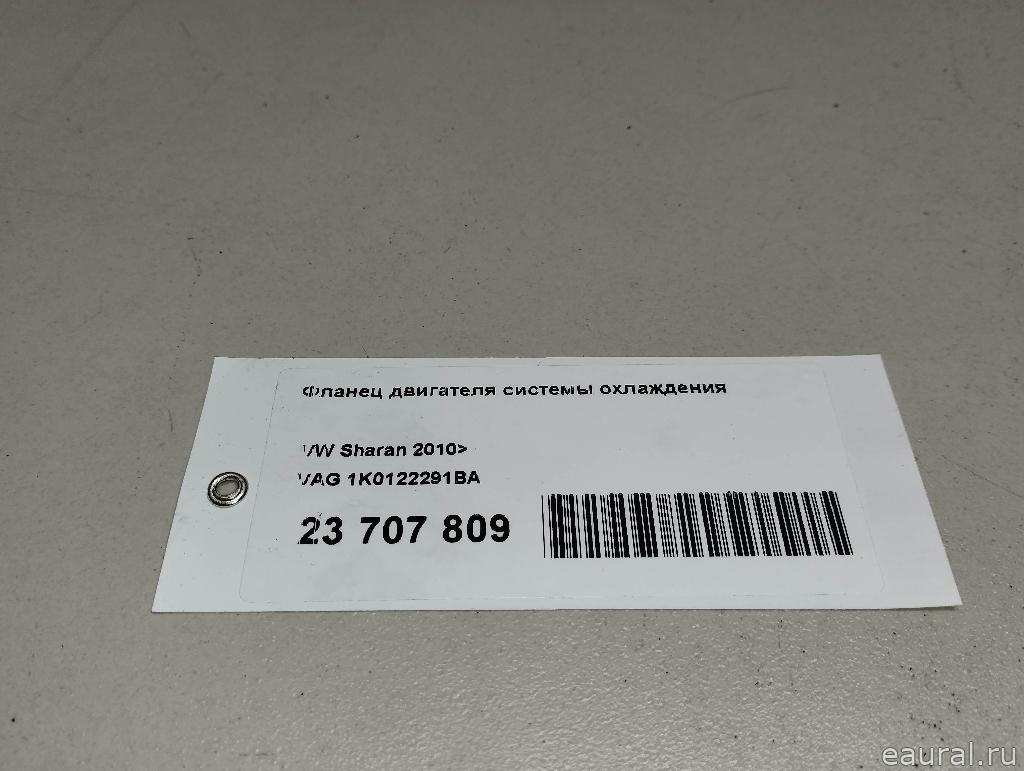 Фланец двигателя системы охлаждения
VW Sharan 2010>
VAG 1K0122291BA
23 707 809
eaural.ru